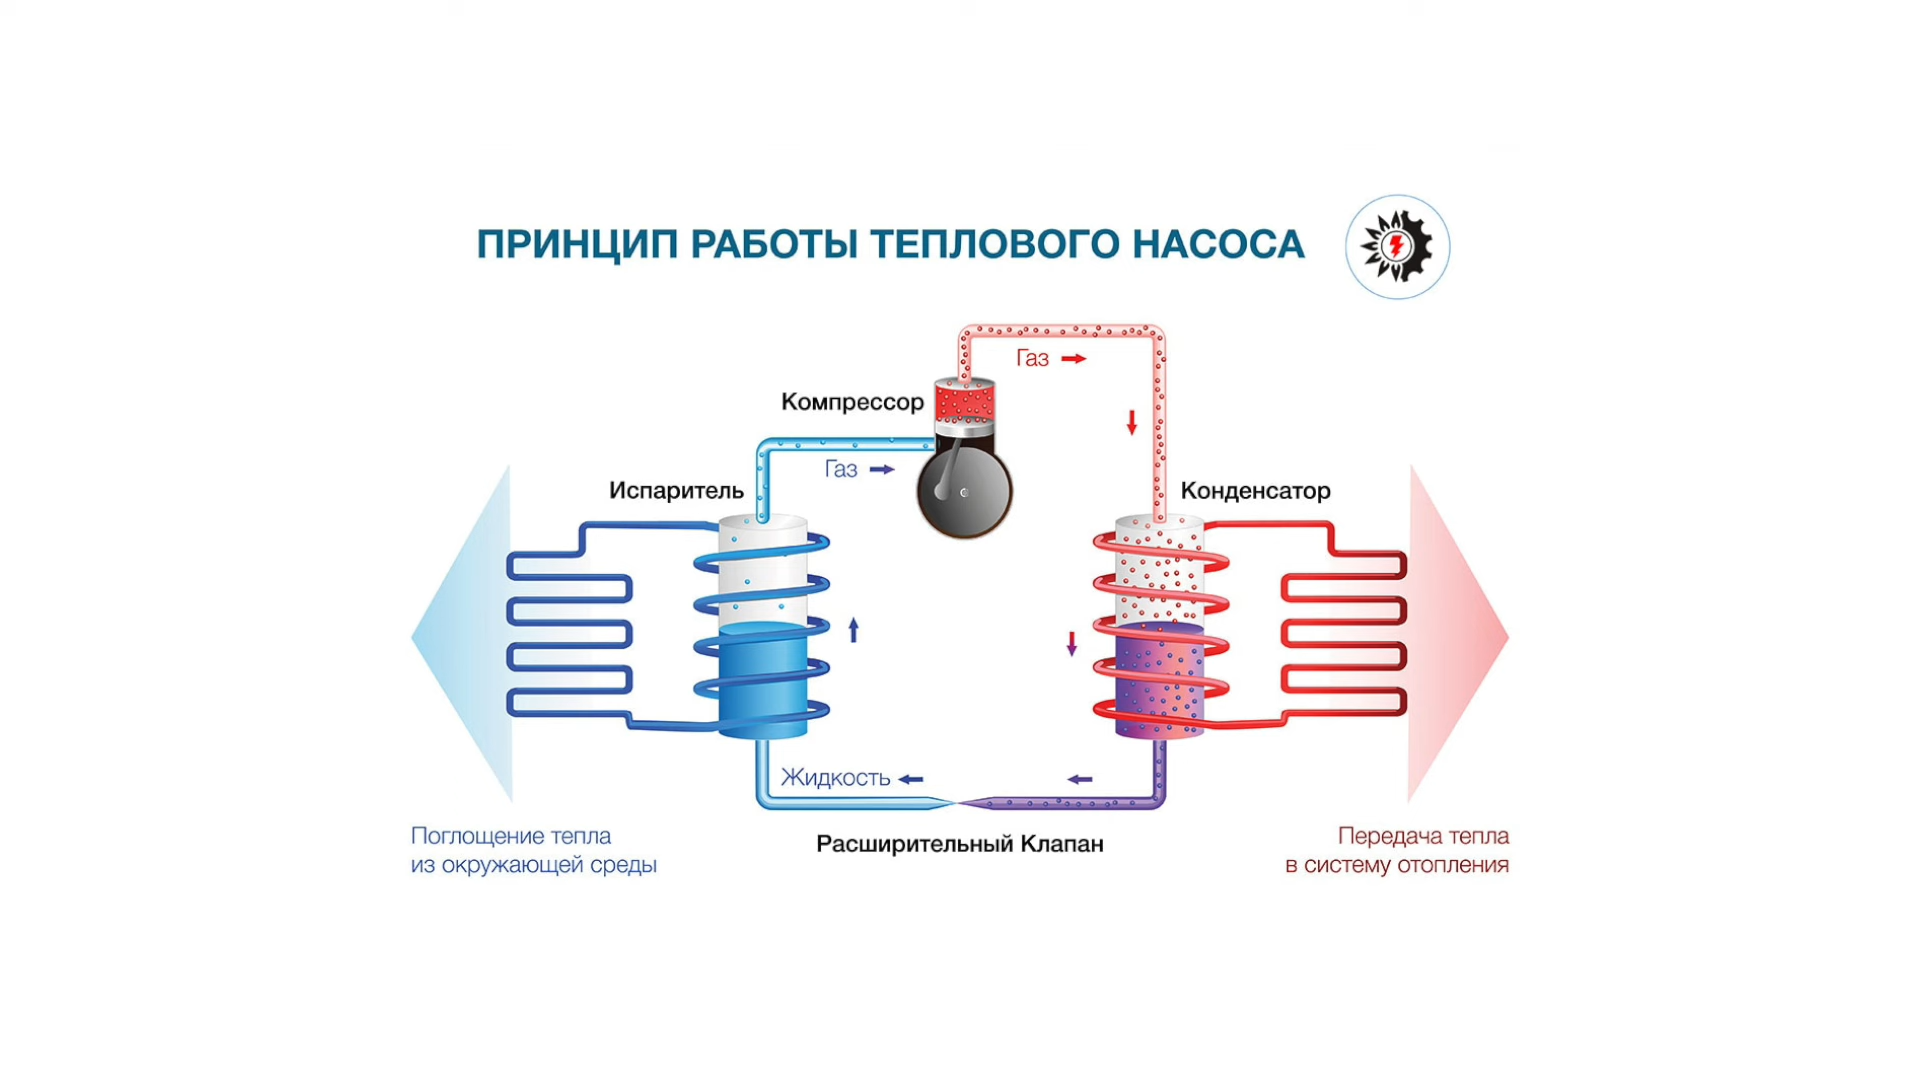 ПРИНЦИП РАБОТЫ ТЕПЛОВОГО НАСОСА
Газ
Компрессор
Газ
Испаритель
Конденсатор
Жидкость
Расширительный Клапан
Поглощение тепла
из окружающей среды
Передача тепла
в систему отопления